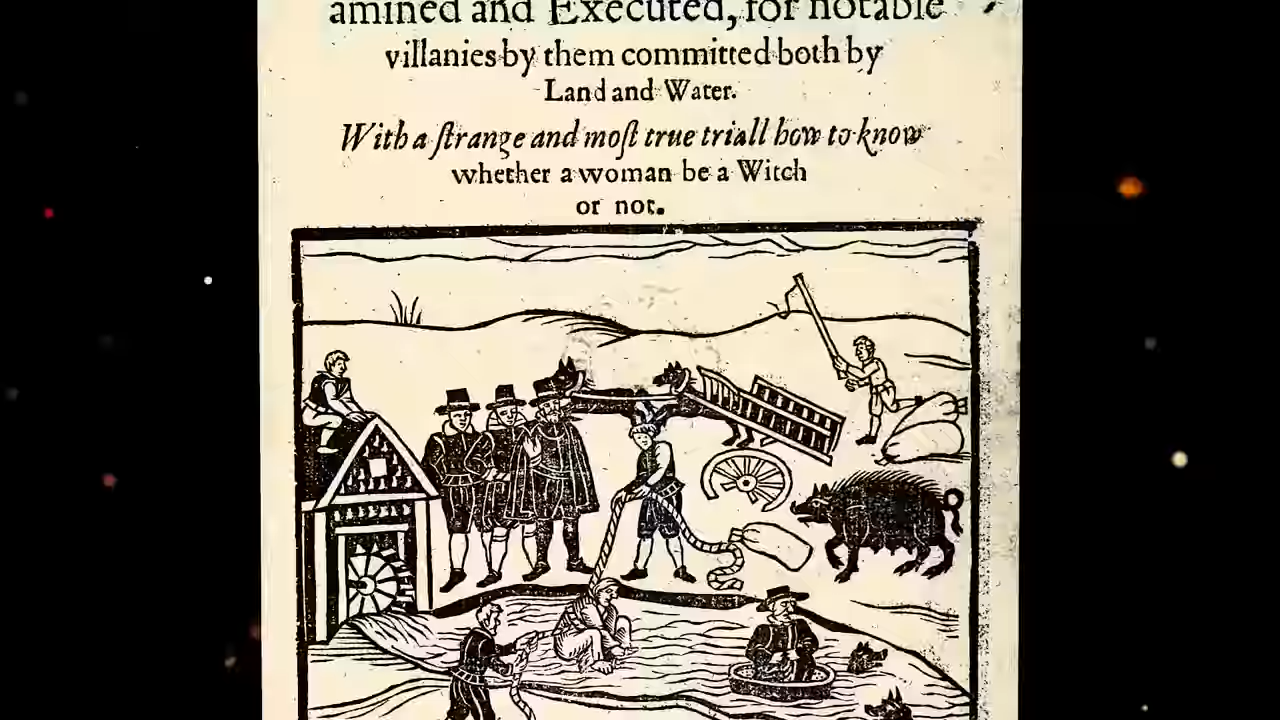 amined and Executed, for notable
villanies by them committed both by
Land and Water.
With a ſtrange and moſt true triall how to know
whether a woman be a Witch
or not.